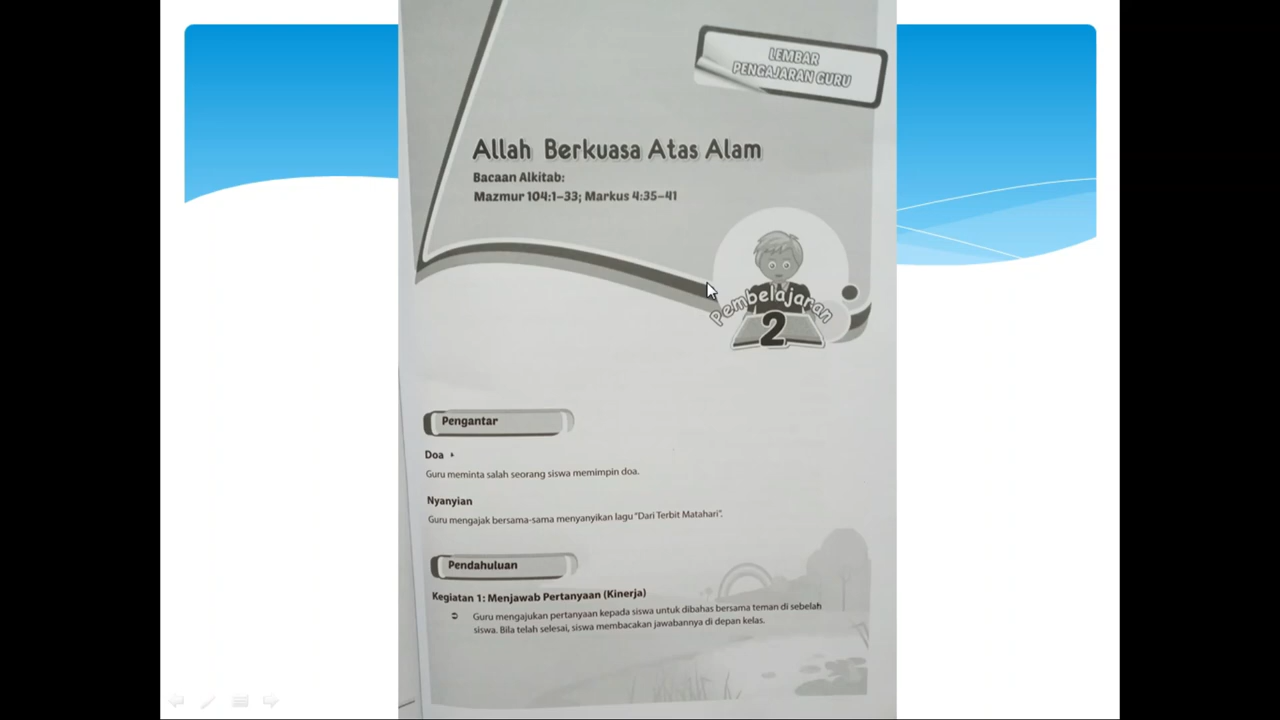 LEMBAR
PENGAJARAN GURU
Allah Berkuasa Atas Alam
Bacaan Alkitab:
Mazmur 104:1–33; Markus 4:35–41
Pembelajaran
2
Pengantar
Doa
Guru meminta salah seorang siswa memimpin doa.
Nyanyian
Guru mengajak bersama-sama menyanyikan lagu “Dari Terbit Matahari”.
Pendahuluan
Kegiatan 1: Menjawab Pertanyaan (Kinerja)
Guru mengajukan pertanyaan kepada siswa untuk dibahas bersama teman di sebelah
siswa. Bila telah selesai, siswa membacakan jawabannya di depan kelas.